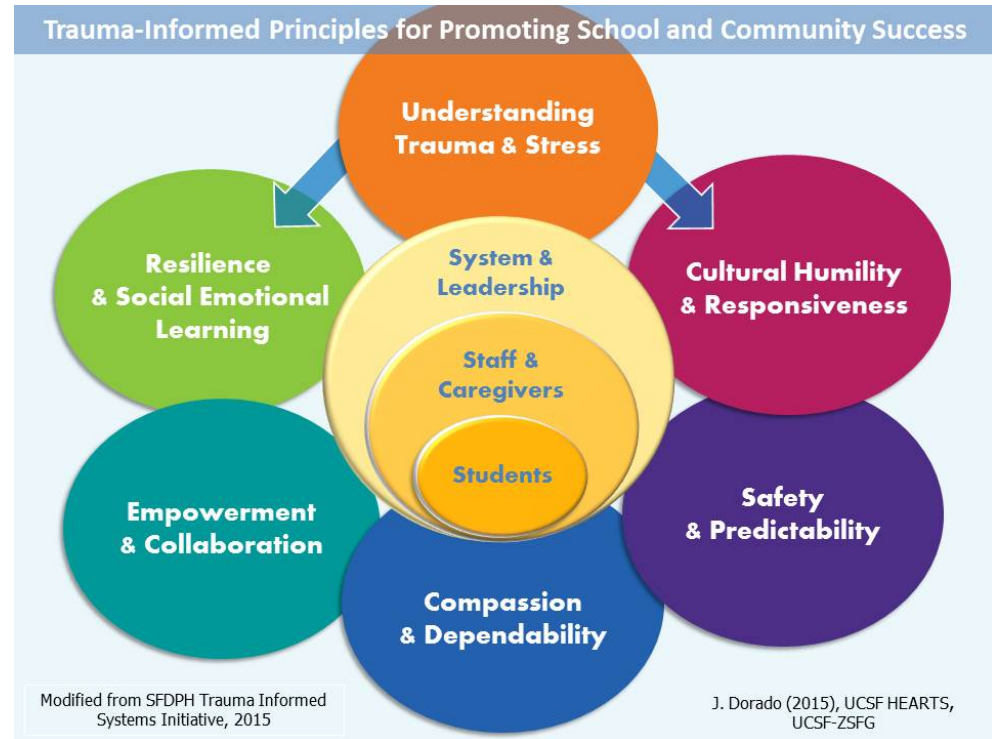 Trauma-Informed Principles for Promoting School and Community Success
Understanding
Trauma & Stress
Resilience
& Social Emotional
Learning
System &
Leadership
Cultural Humility
& Responsiveness
Staff &
Caregivers
Students
Empowerment
& Collaboration
Safety
& Predictability
Compassion
& Dependability
Modified from SFDPH Trauma Informed
Systems Initiative, 2015
J. Dorado (2015), UCSF HEARTS,
UCSF-ZSFG